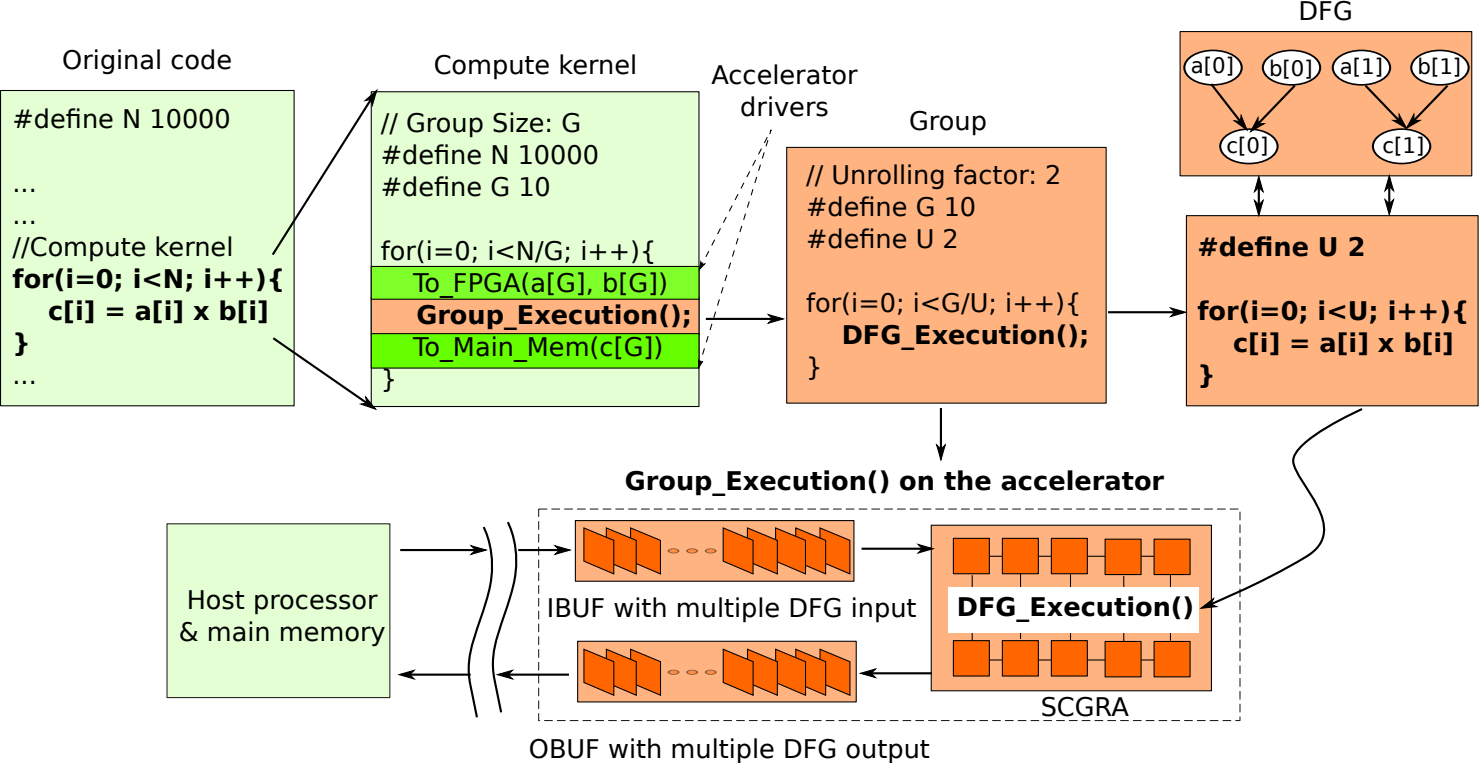 Original code
#define N 10000
...
...
//Compute kernel
for(i=0; i<N; i++){
c[i] = a[i] x b[i]
}
...
Compute kernel
// Group Size: G
#define N 10000
#define G 10
for(i=0; i<N/G; i++){
To_FPGA(a[G], b[G])
Group_Execution();
To_Main_Mem(c[G])
}
Accelerator
drivers
Group
// Unrolling factor: 2
#define G 10
#define U 2
for(i=0; i<G/U; i++){
DFG_Execution();
}
DFG
a[0] b[0] a[1] b[1]
c[0] c[1]
#define U 2
for(i=0; i<U; i++){
c[i] = a[i] x b[i]
}
Group_Execution() on the accelerator
Host processor
& main memory
IBUF with multiple DFG input
DFG_Execution()
SCGRA
OBUF with multiple DFG output